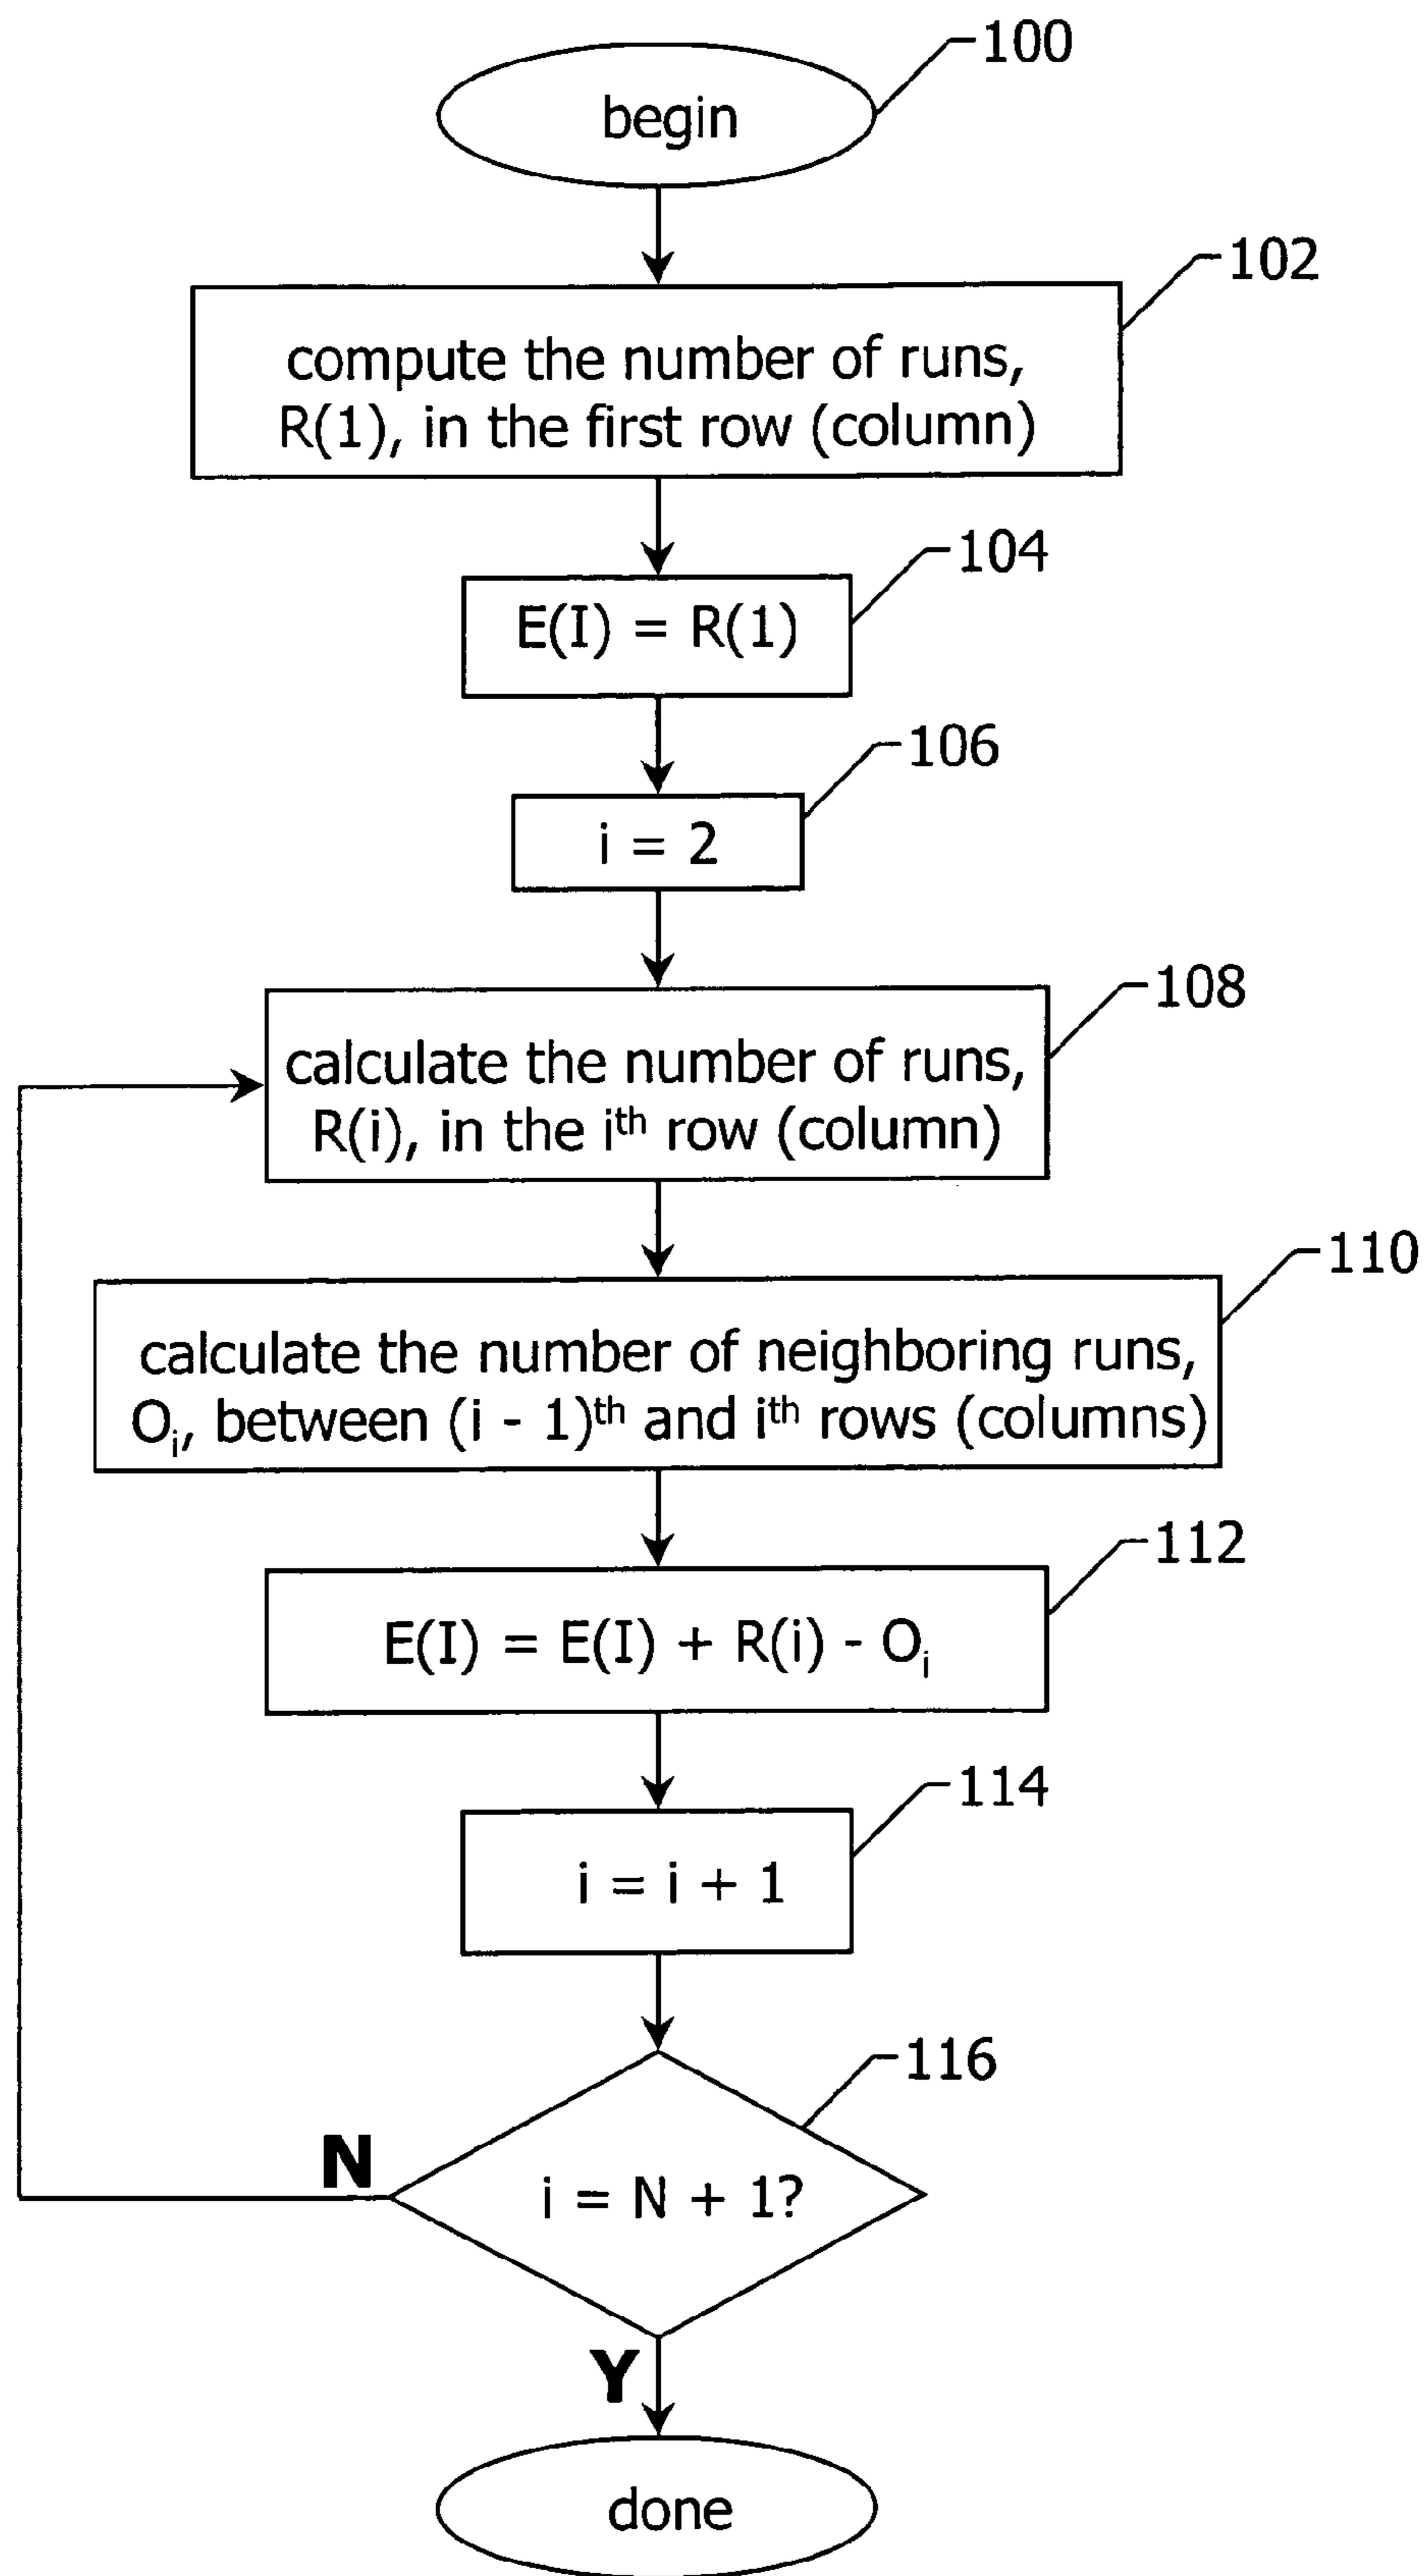 100
begin
102
compute the number of runs,
R(1), in the first row (column)
104
E(I) = R(1)
106
i = 2
108
calculate the number of runs,
R(i), in the iᵗʰ row (column)
110
calculate the number of neighboring runs,
Oᵢ, between (i - 1)ᵗʰ and iᵗʰ rows (columns)
112
E(I) = E(I) + R(i) - Oᵢ
114
i = i + 1
116
N
i = N + 1?
Y
done